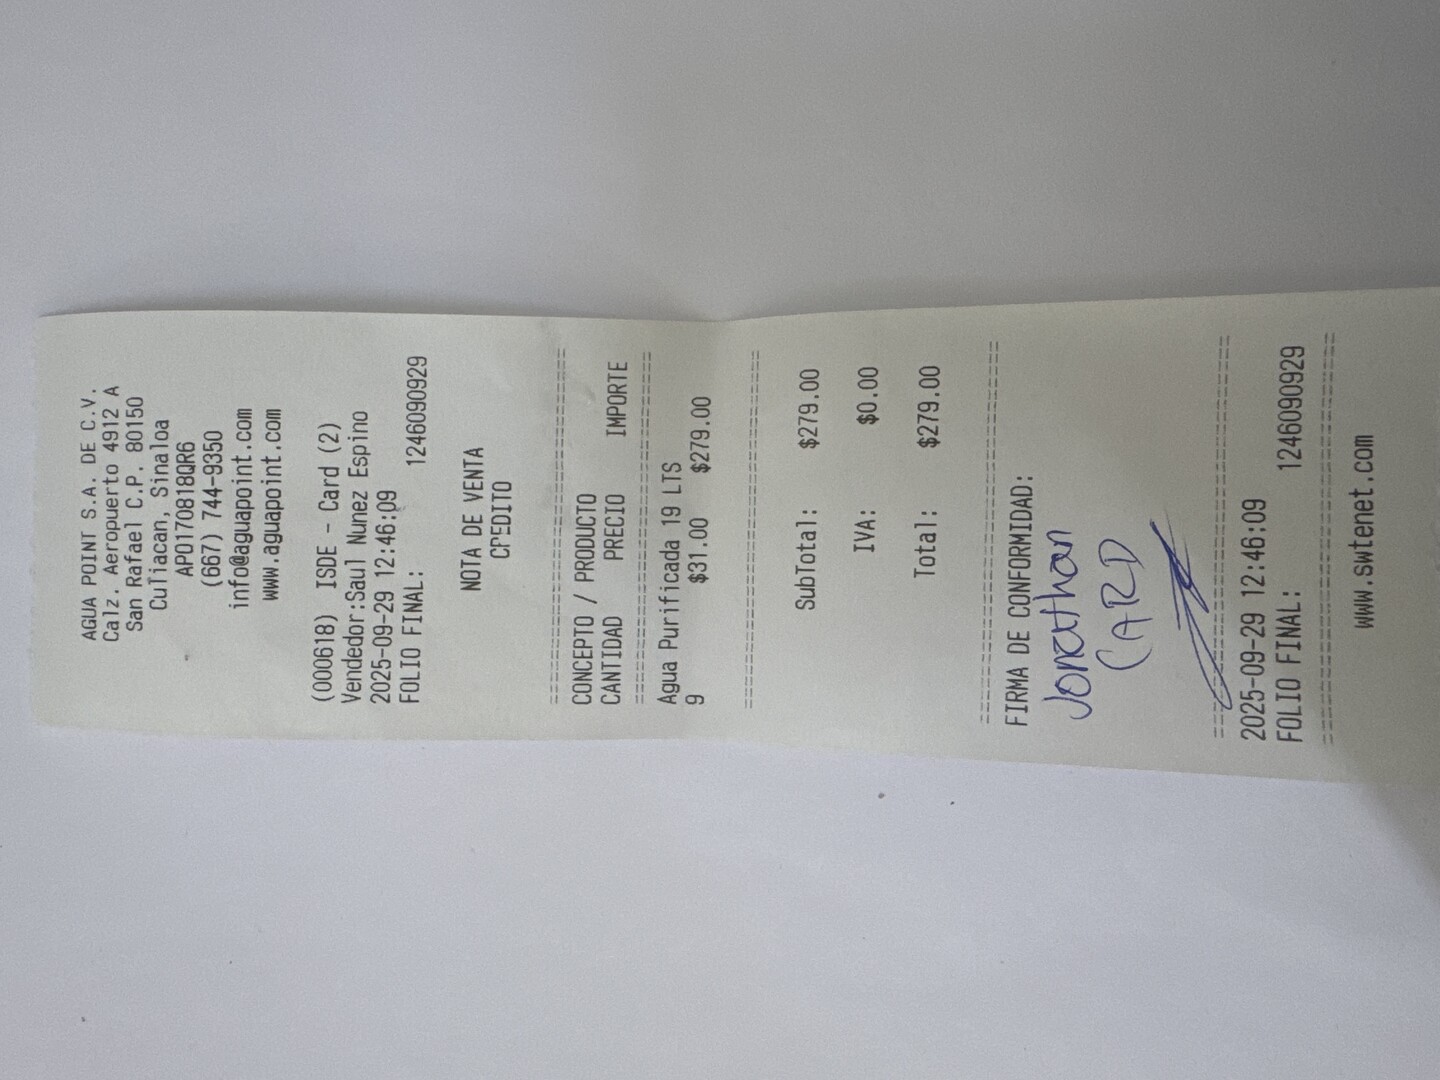 AGUA POINT S.A. DE C.V.
Calz. Aeropuerto 4912 A
San Rafael C.P. 80150
Culiacan, Sinaloa
APO170818QR6
(667) 744-9350
info@aguapoint.com
www.aguapoint.com
(000618) ISDE - Card (2)
Vendedor:Saul Nunez Espino
2025-09-29 12:46:09
FOLIO FINAL: 1246090929
NOTA DE VENTA
CPEDITO
==============================
CONCEPTO / PRODUCTO
CANTIDAD PRECIO IMPORTE
==============================
Agua Purificada 19 LTS
9 $31.00 $279.00
==============================
SubTotal: $279.00
IVA: $0.00
Total: $279.00
==============================
FIRMA DE CONFORMIDAD:
Jonathan
CARD
==============================
2025-09-29 12:46:09
FOLIO FINAL: 1246090929
==============================
www.swtenet.com